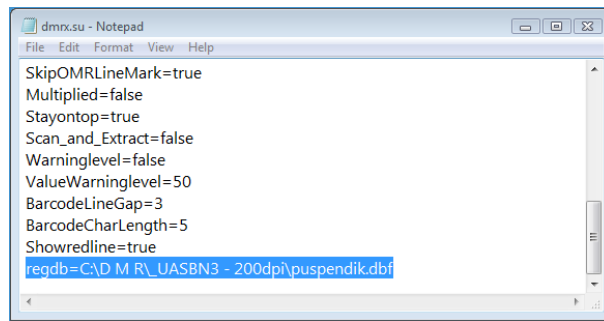 dmrx.su - Notepad
File Edit Format View Help
SkipOMRLineMark=true
Multiplied=false
Stayontop=true
Scan_and_Extract=false
Warninglevel=false
ValueWarninglevel=50
BarcodeLineGap=3
BarcodeCharLength=5
Showredline=true
regdb=C:\D M R\_UASBN3 - 200dpi\puspendik.dbf